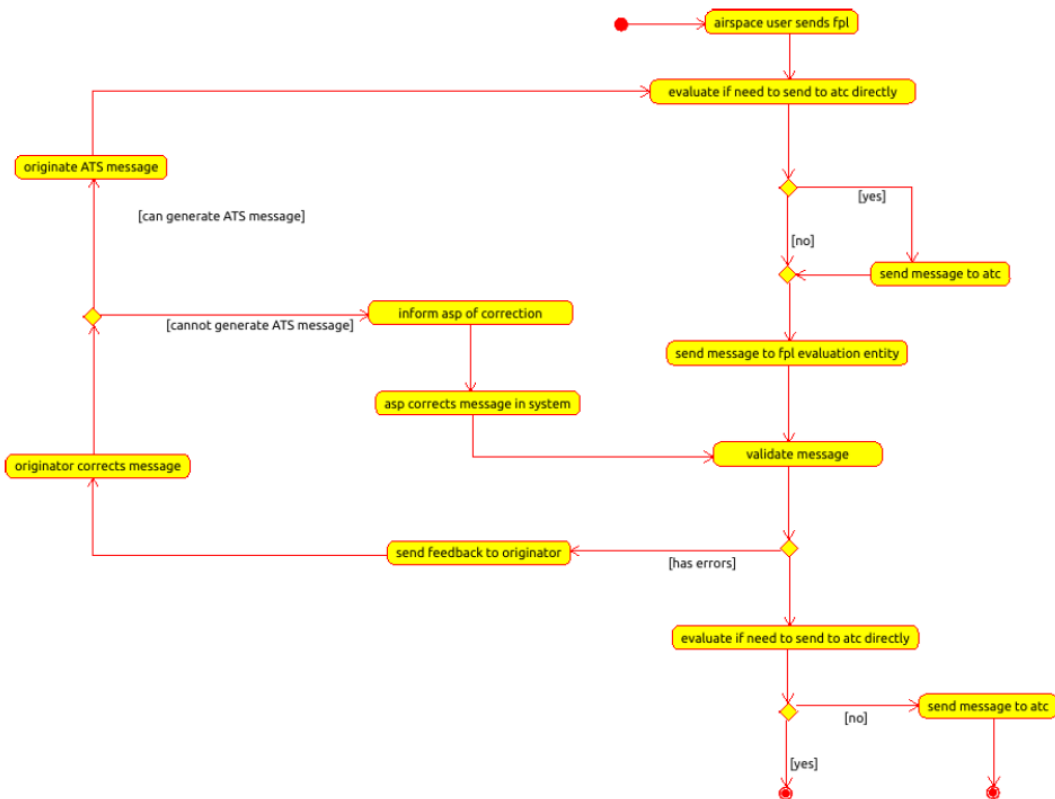 airspace user sends fpl
evaluate if need to send to atc directly
originate ATS message
[yes]
[can generate ATS message]
[no]
send message to atc
inform asp of correction
[cannot generate ATS message]
send message to fpl evaluation entity
asp corrects message in system
validate message
originator corrects message
send feedback to originator
[has errors]
evaluate if need to send to atc directly
send message to atc
[no]
[yes]